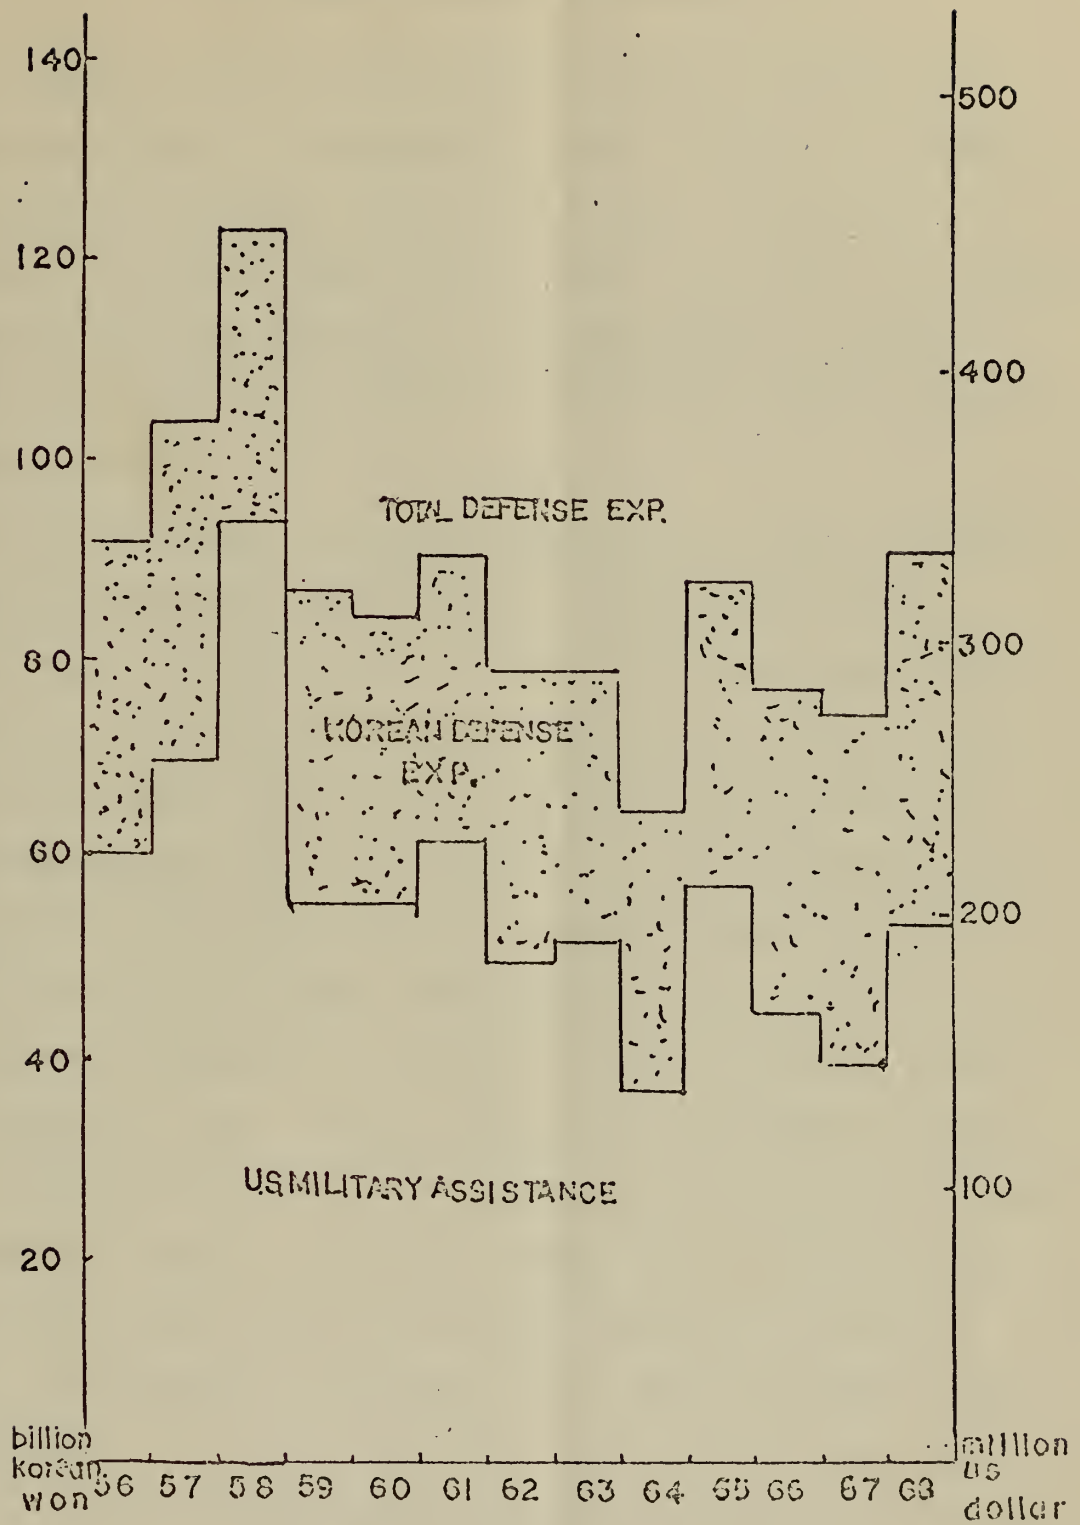 140
120
100
80
60
40
20
500
400
300
200
100
TOTAL DEFENSE EXP.
KOREAN DEFENSE
EXP.
U.S MILITARY ASSISTANCE
billion
korean
won
56 57 58 59 60 61 62 63 64 65 66 67 68
million
us
dollar